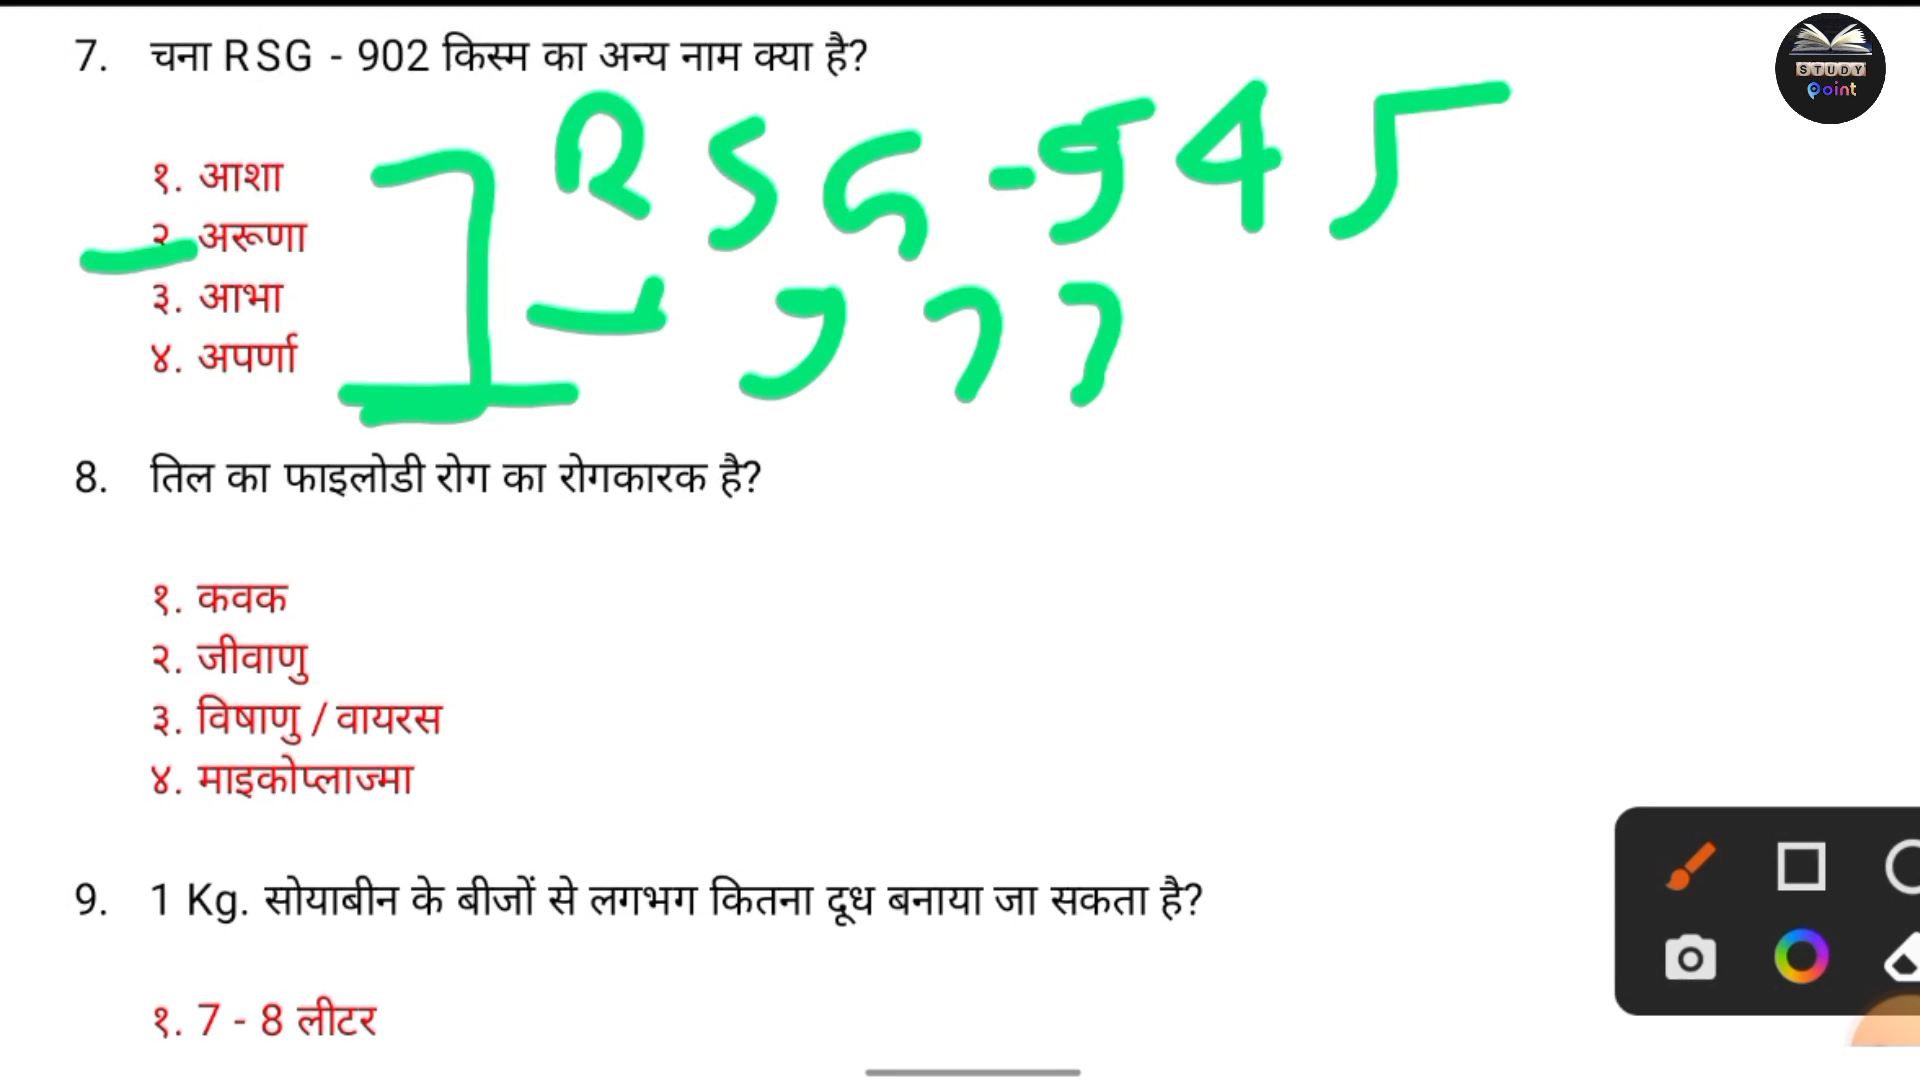 7. चना RSG - 902 किस्म का अन्य नाम क्या है?
STUDY
Point
RSG-945
१. आशा
२. अरूणा
३. आभा
४. अपर्णा
8. तिल का फाइलोडी रोग का रोगकारक है?
१. कवक
२. जीवाणु
३. विषाणु / वायरस
४. माइकोप्लाज्मा
9. 1 Kg. सोयाबीन के बीजों से लगभग कितना दूध बनाया जा सकता है?
१. 7 - 8 लीटर